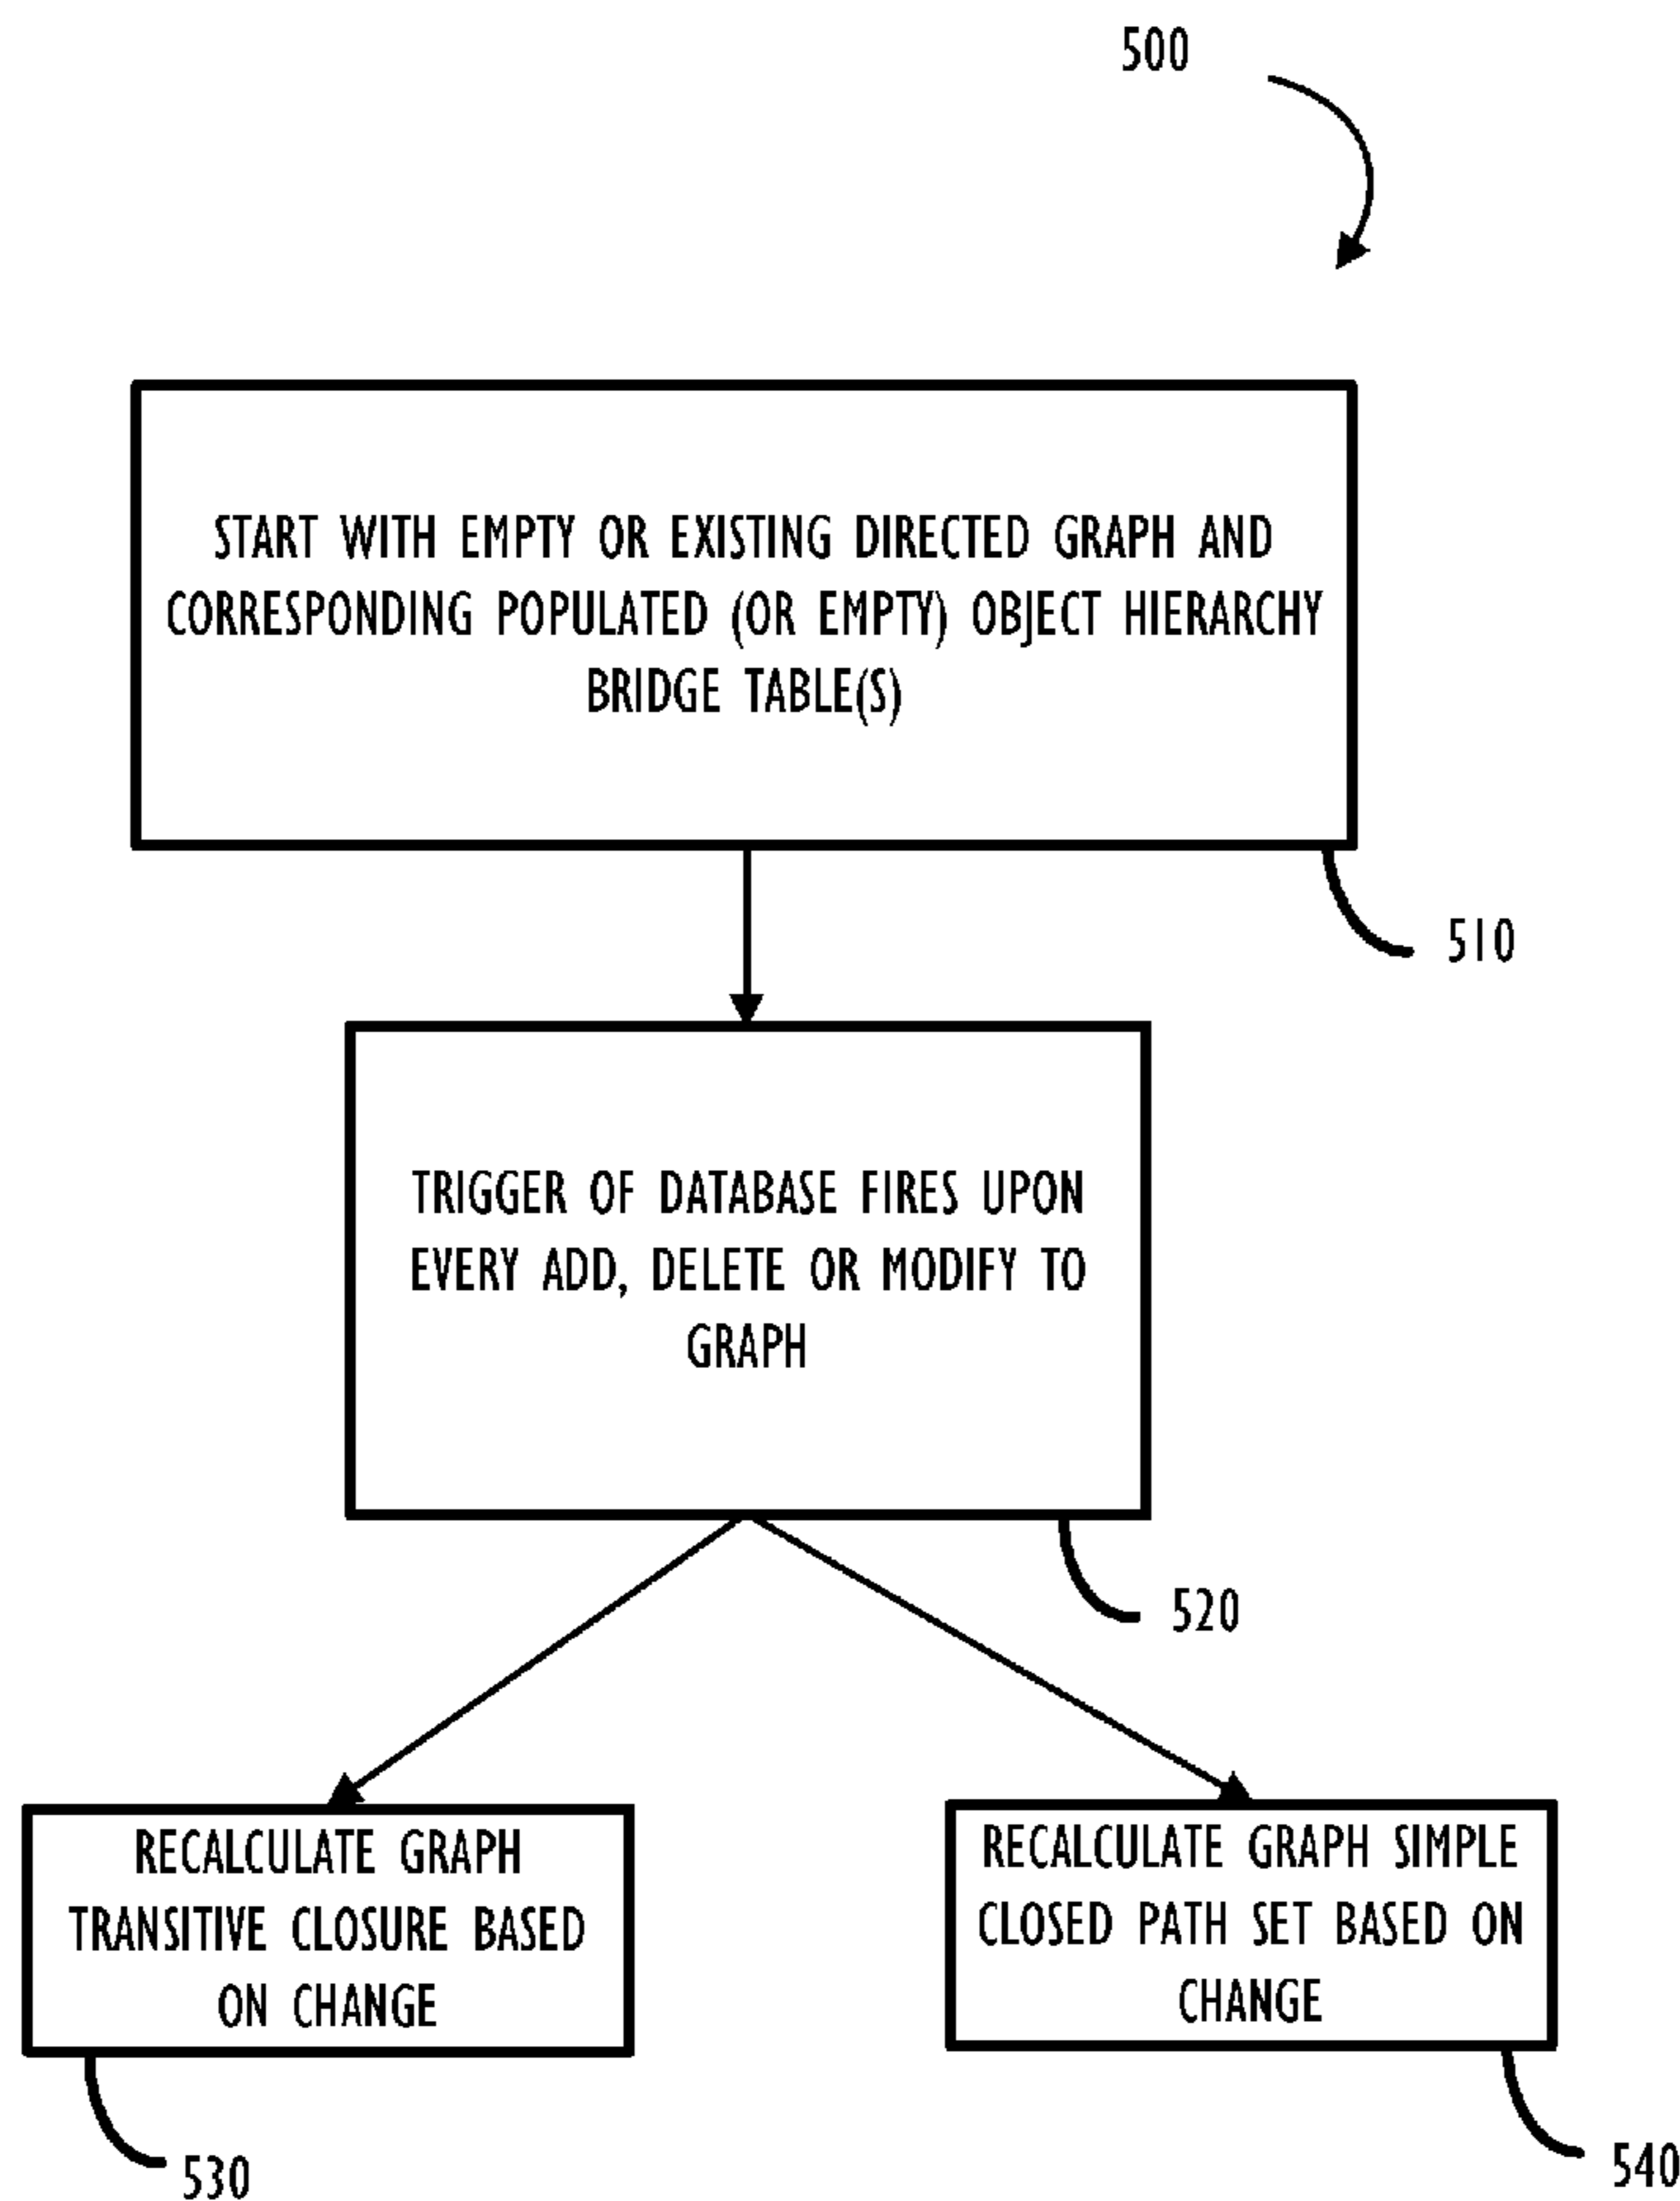 500
START WITH EMPTY OR EXISTING DIRECTED GRAPH AND
CORRESPONDING POPULATED (OR EMPTY) OBJECT HIERARCHY
BRIDGE TABLE(S)
510
TRIGGER OF DATABASE FIRES UPON
EVERY ADD, DELETE OR MODIFY TO
GRAPH
520
RECALCULATE GRAPH
TRANSITIVE CLOSURE BASED
ON CHANGE
530
RECALCULATE GRAPH SIMPLE
CLOSED PATH SET BASED ON
CHANGE
540